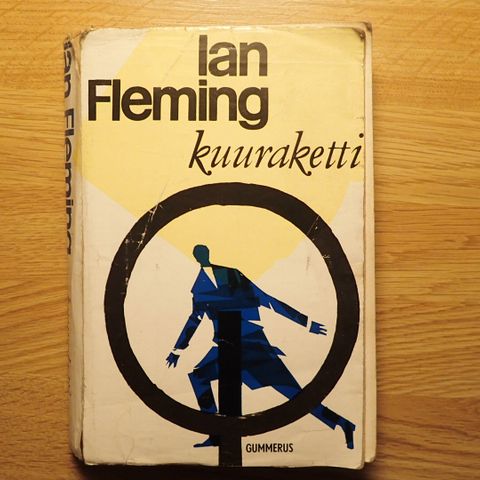 Ian
Fleming
kuuraketti
GUMMERUS
Ian Fleming